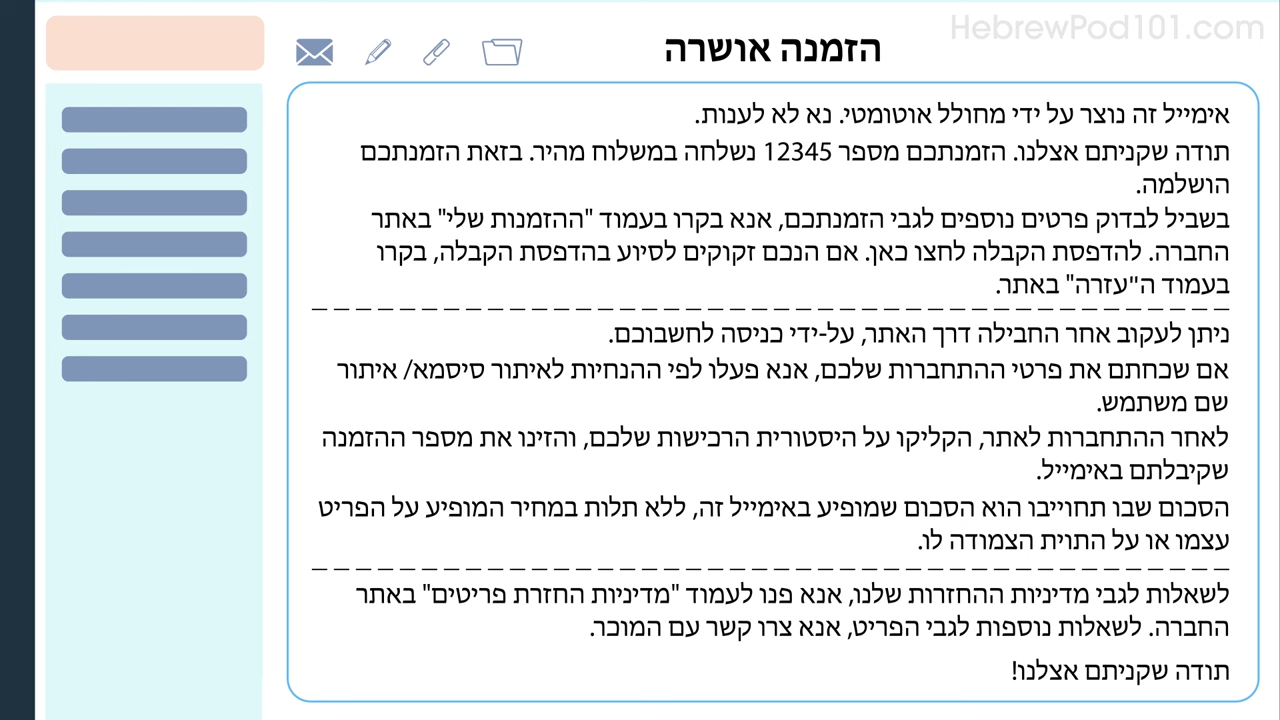 HebrewPod101.com
הזמנה אושרה
אימייל זה נוצר על ידי מחולל אוטומטי. נא לא לענות.
תודה שקניתם אצלנו. הזמנתכם מספר 12345 נשלחה במשלוח מהיר. בזאת הזמנתכם
הושלמה.
בשביל לבדוק פרטים נוספים לגבי הזמנתכם, אנא בקרו בעמוד "ההזמנות שלי" באתר
החברה. להדפסת הקבלה לחצו כאן. אם הנכם זקוקים לסיוע בהדפסת הקבלה, בקרו
בעמוד ה"עזרה" באתר.
ניתן לעקוב אחר החבילה דרך האתר, על-ידי כניסה לחשבוכם.
אם שכחתם את פרטי ההתחברות שלכם, אנא פעלו לפי ההנחיות לאיתור סיסמא/ איתור
שם משתמש.
לאחר ההתחברות לאתר, הקליקו על היסטורית הרכישות שלכם, והזינו את מספר ההזמנה
שקיבלתם באימייל.
הסכום שבו תחוייבו הוא הסכום שמופיע באימייל זה, ללא תלות במחיר המופיע על הפריט
עצמו או על התוית הצמודה לו.
לשאלות לגבי מדיניות ההחזרות שלנו, אנא פנו לעמוד "מדיניות החזרת פריטים" באתר
החברה. לשאלות נוספות לגבי הפריט, אנא צרו קשר עם המוכר.
תודה שקניתם אצלנו!